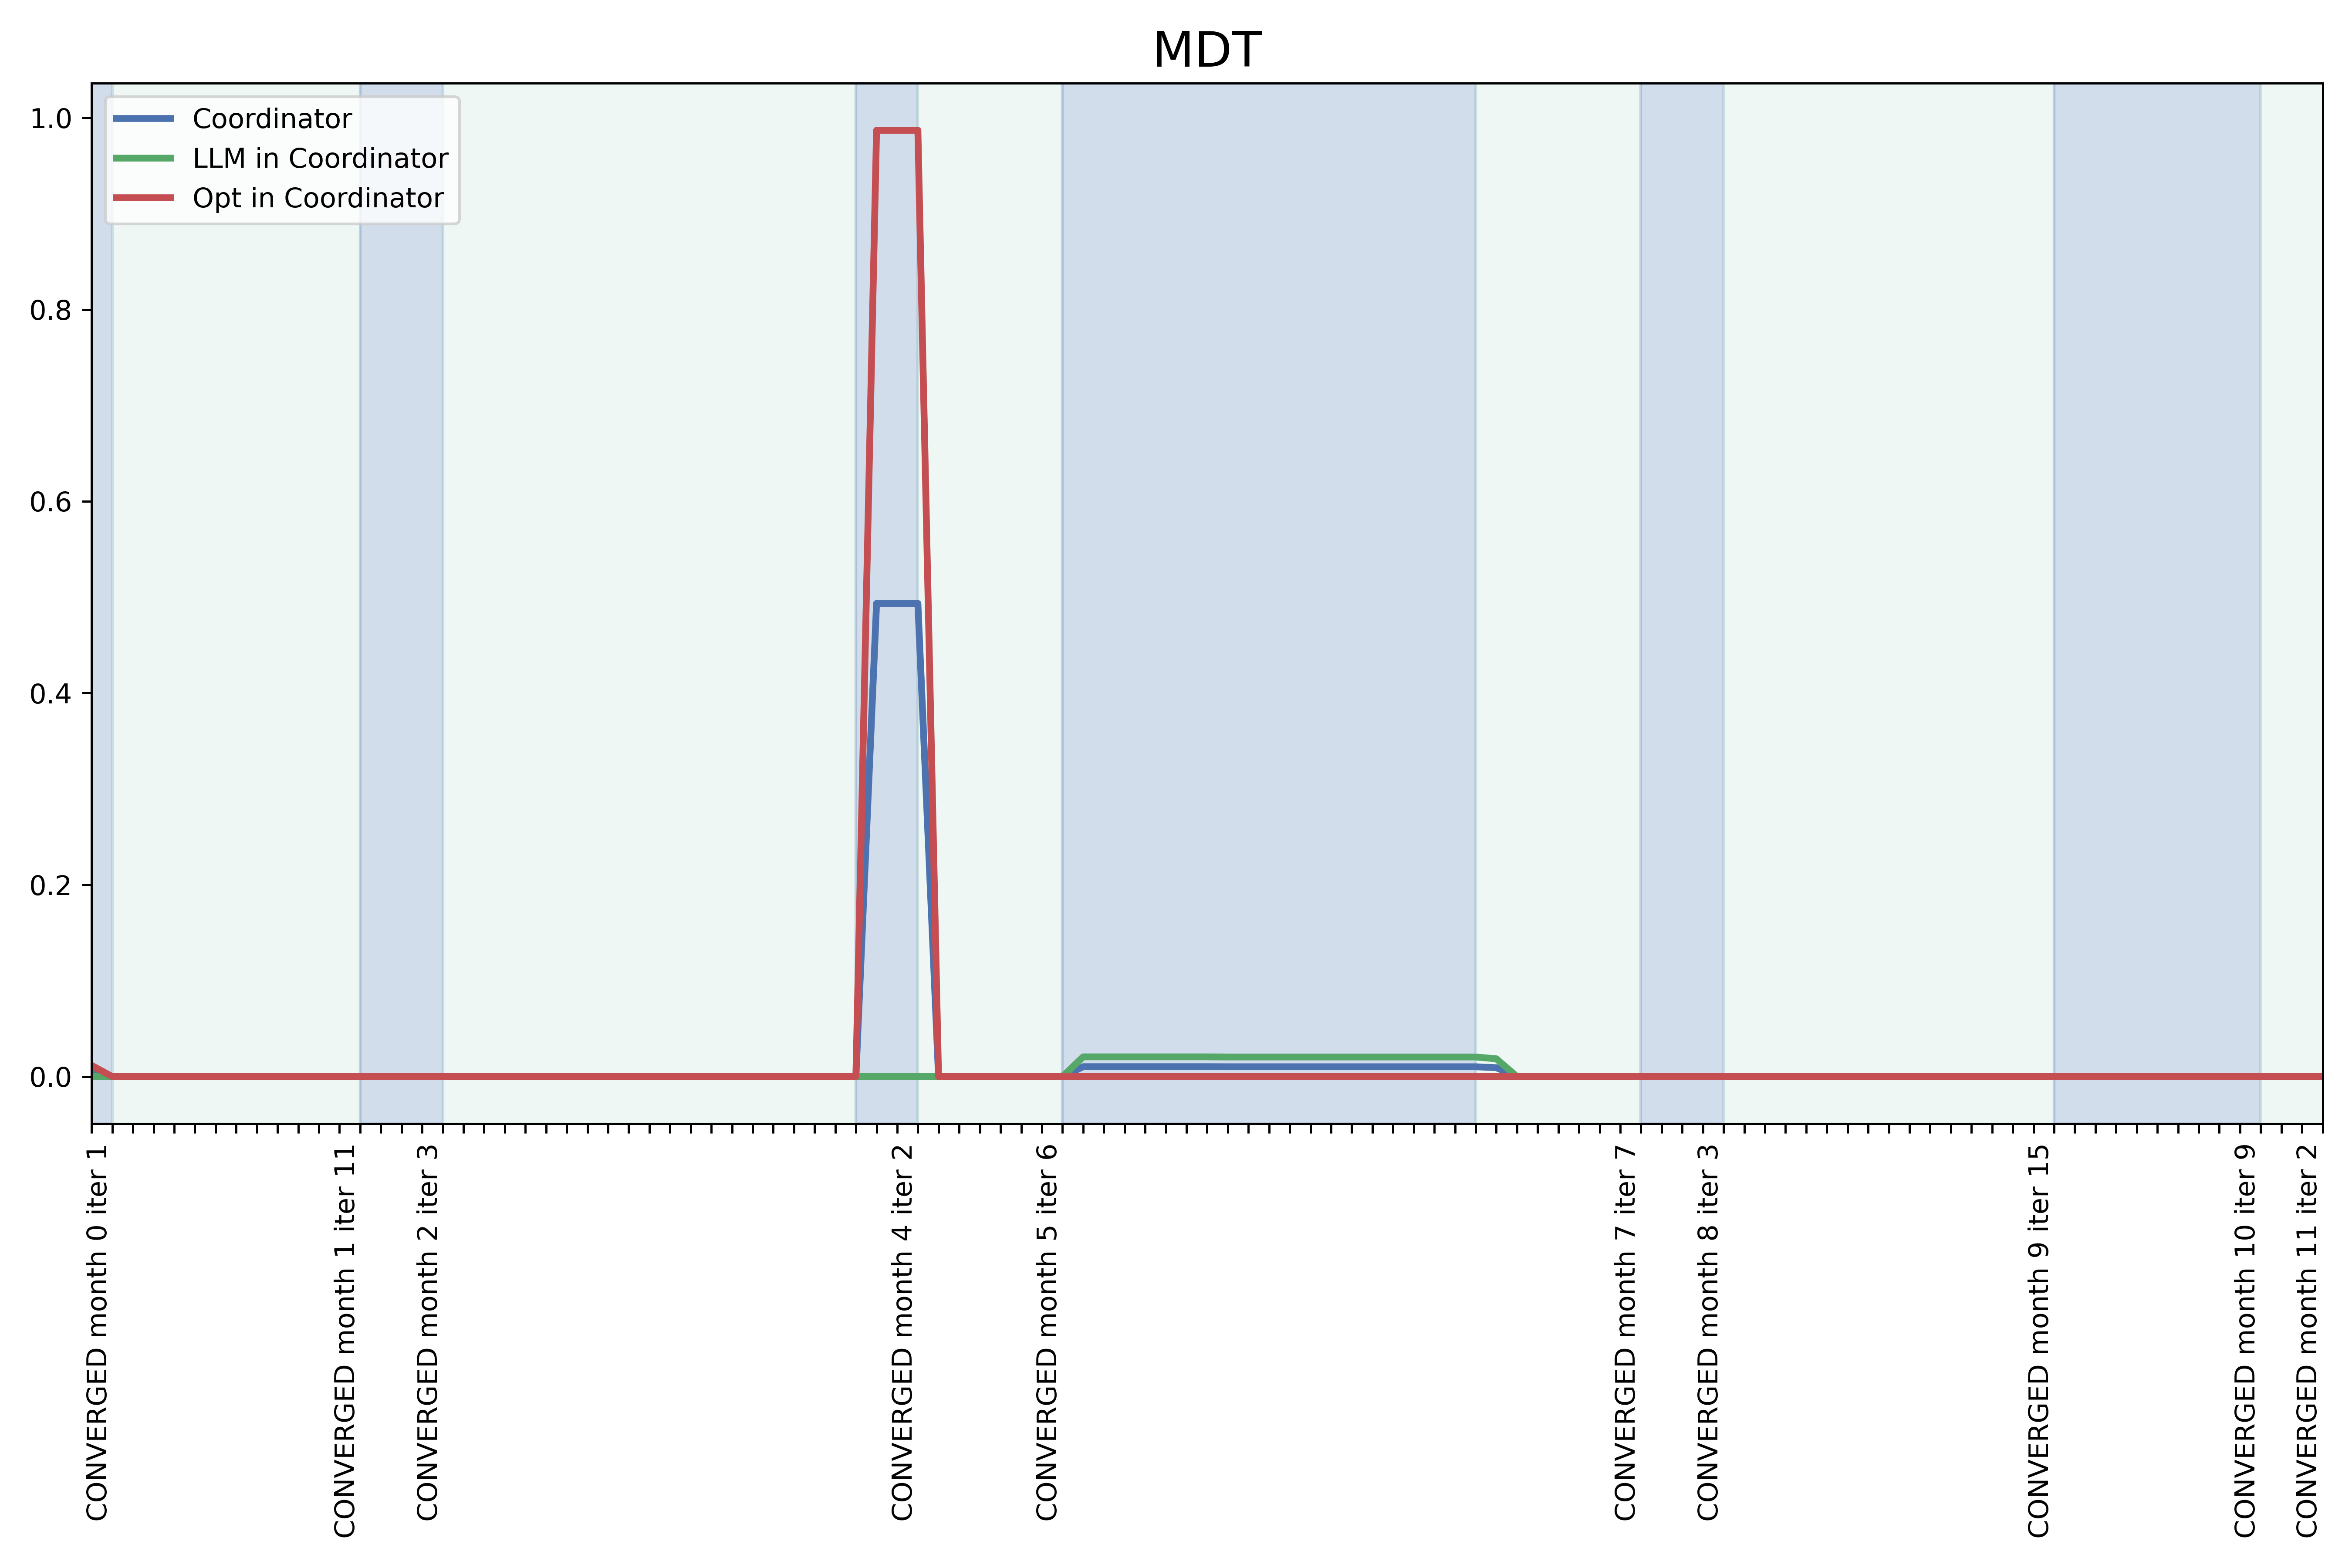 MDT
Coordinator
LLM in Coordinator
Opt in Coordinator
1.0
0.8
0.6
0.4
0.2
0.0
CONVERGED month 0 iter 1
CONVERGED month 1 iter 11
CONVERGED month 2 iter 3
CONVERGED month 4 iter 2
CONVERGED month 5 iter 6
CONVERGED month 7 iter 7
CONVERGED month 8 iter 3
CONVERGED month 9 iter 15
CONVERGED month 10 iter 9
CONVERGED month 11 iter 2